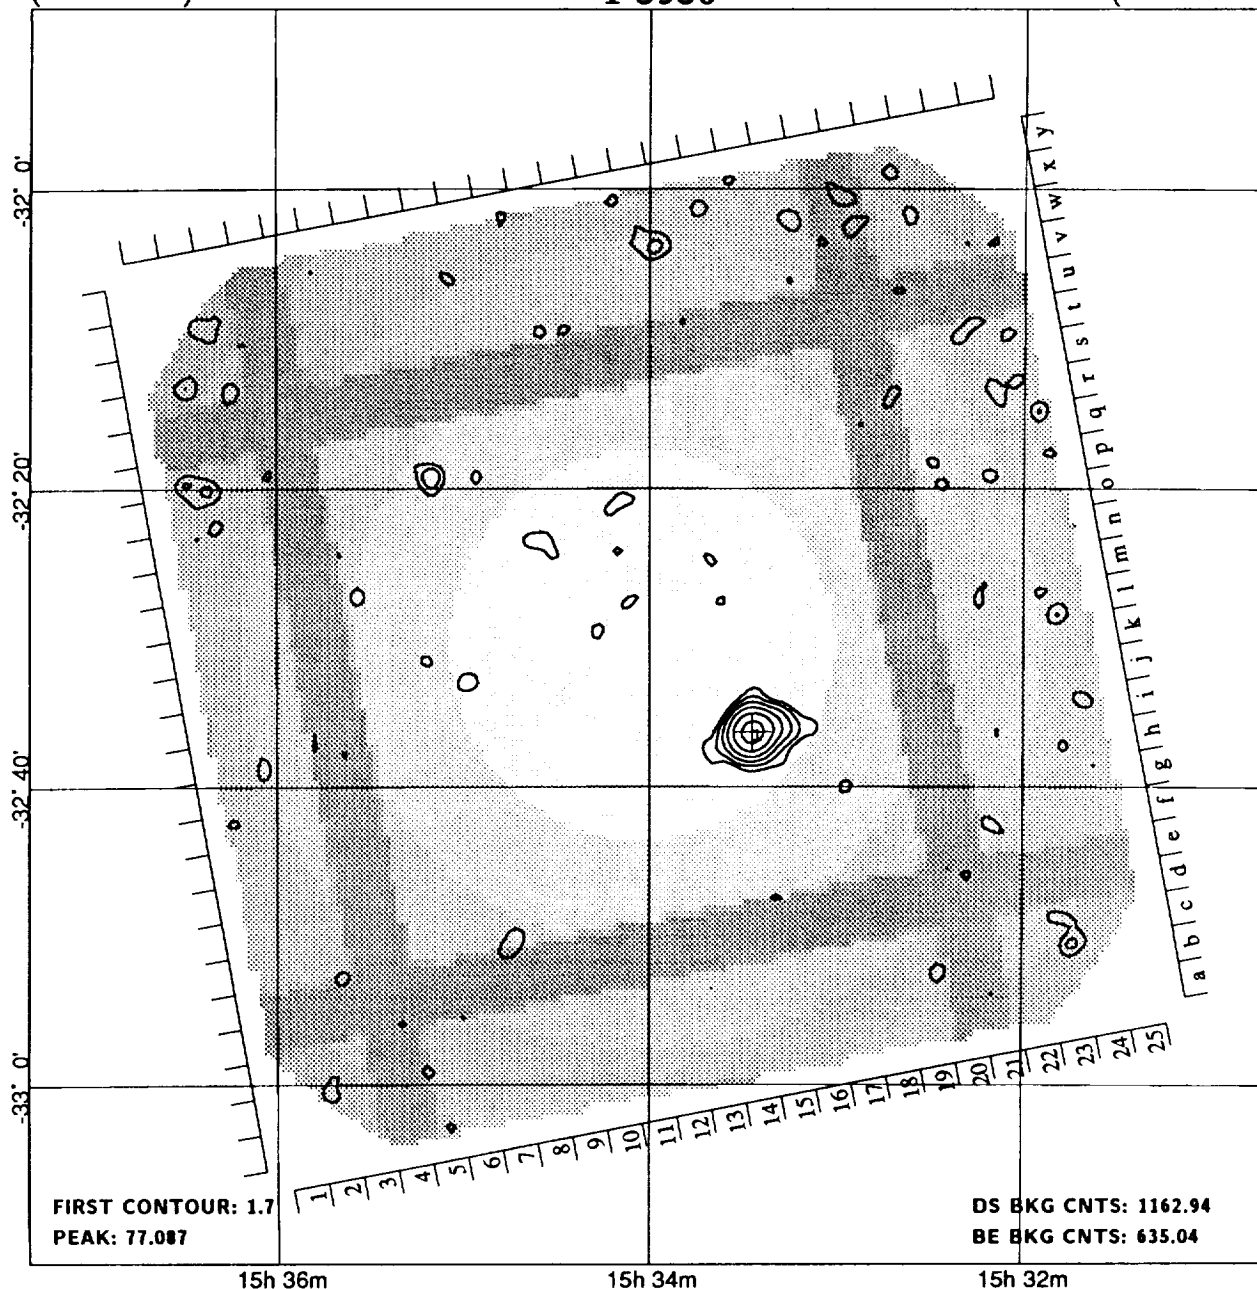 -32° 0'
-32° 20'
-32° 40'
-33° 0'
y
x
w
v
u
t
s
r
q
p
o
n
m
l
k
j
i
h
g
f
e
d
c
b
a
1 2 3 4 5 6 7 8 9 10 11 12 13 14 15 16 17 18 19 20 21 22 23 24 25
FIRST CONTOUR: 1.7
PEAK: 77.087
DS BKG CNTS: 1162.94
BE BKG CNTS: 635.04
15h 36m
15h 34m
15h 32m